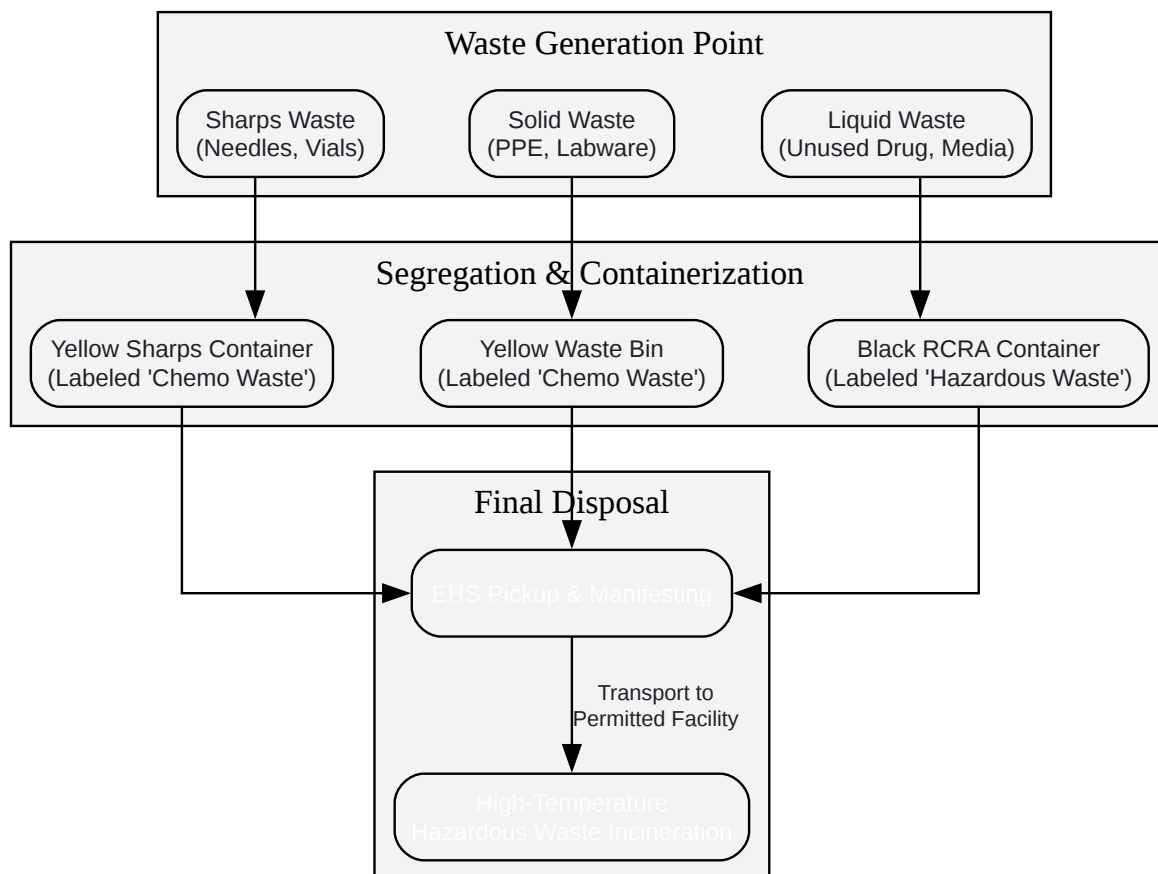 Waste Generation Point
Sharps Waste
(Needles, Vials)
Solid Waste
(PPE, Labware)
Liquid Waste
(Unused Drug, Media)
Segregation & Containerization
Yellow Sharps Container
(Labeled 'Chemo Waste')
Yellow Waste Bin
(Labeled 'Chemo Waste')
Black RCRA Container
(Labeled 'Hazardous Waste')
Final Disposal
EHS Pickup & Manifesting
Transport to
Permitted Facility
High-Temperature
Hazardous Waste Incineration